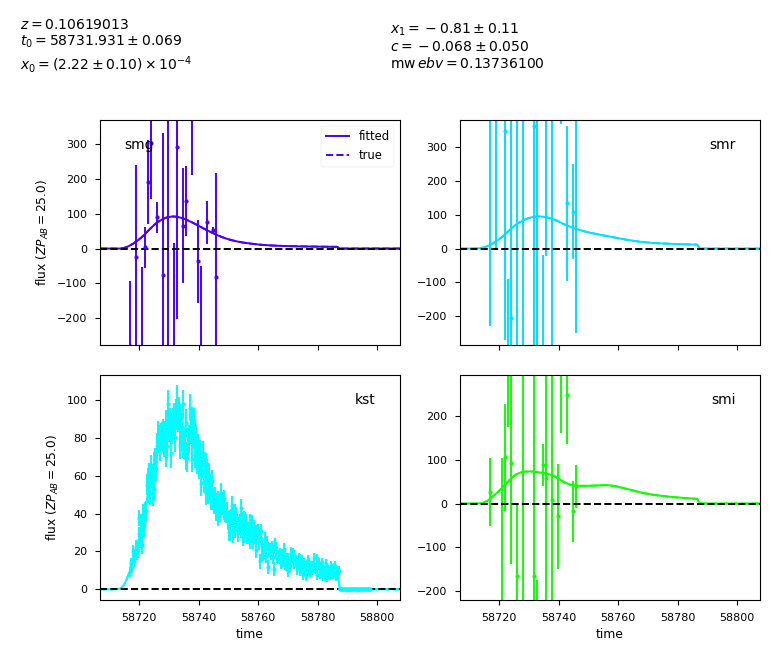 z = 0.10619013
t0 = 58731.931 ± 0.069
x0 = (2.22 ± 0.10) × 10^−4
x1 = −0.81 ± 0.11
c = −0.068 ± 0.050
mwebv = 0.13736100
smg
fitted
true
300
200
100
0
−100
−200
flux (ZP_AB = 25.0)
smr
300
200
100
0
−100
−200
kst
100
80
60
40
20
0
flux (ZP_AB = 25.0)
58720 58740 58760 58780 58800
time
smi
200
100
0
−100
−200
58720 58740 58760 58780 58800
time